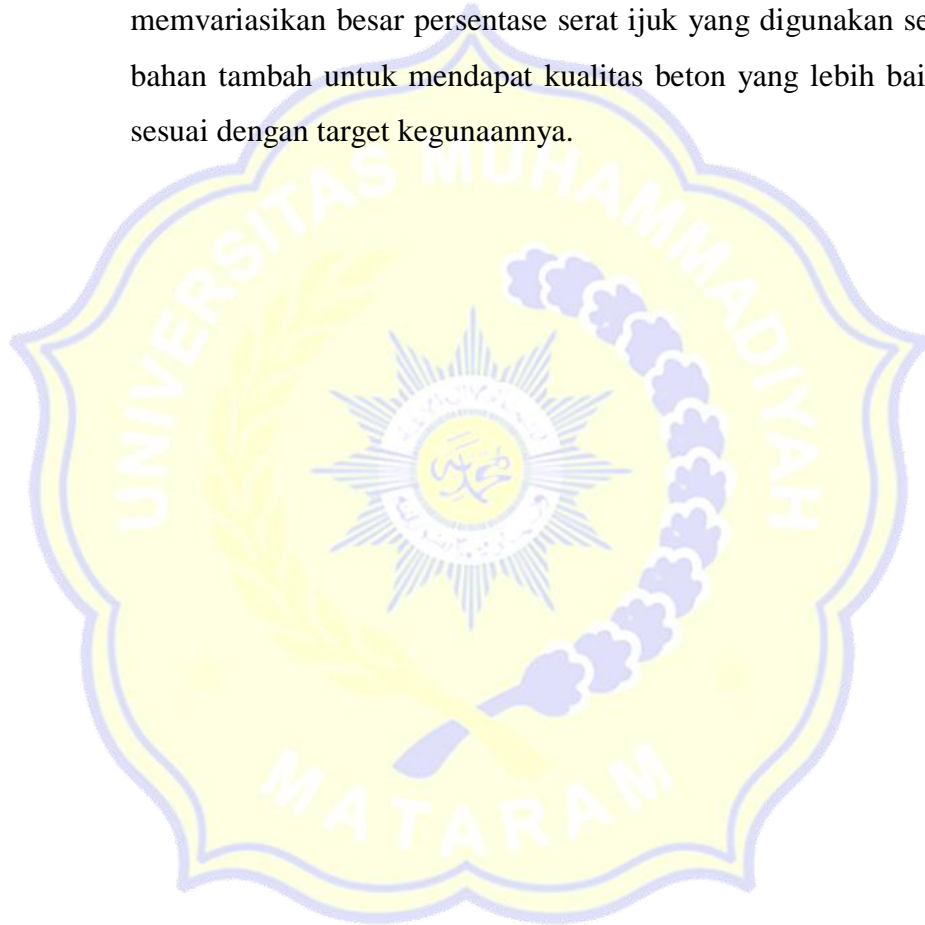 memvariasikan besar persentase serat ijuk yang digunakan se
bahan tambah untuk mendapat kualitas beton yang lebih bai
sesuai dengan target kegunaannya.
UNIVERSITAS MUHAMMADIYAH
MATARAM